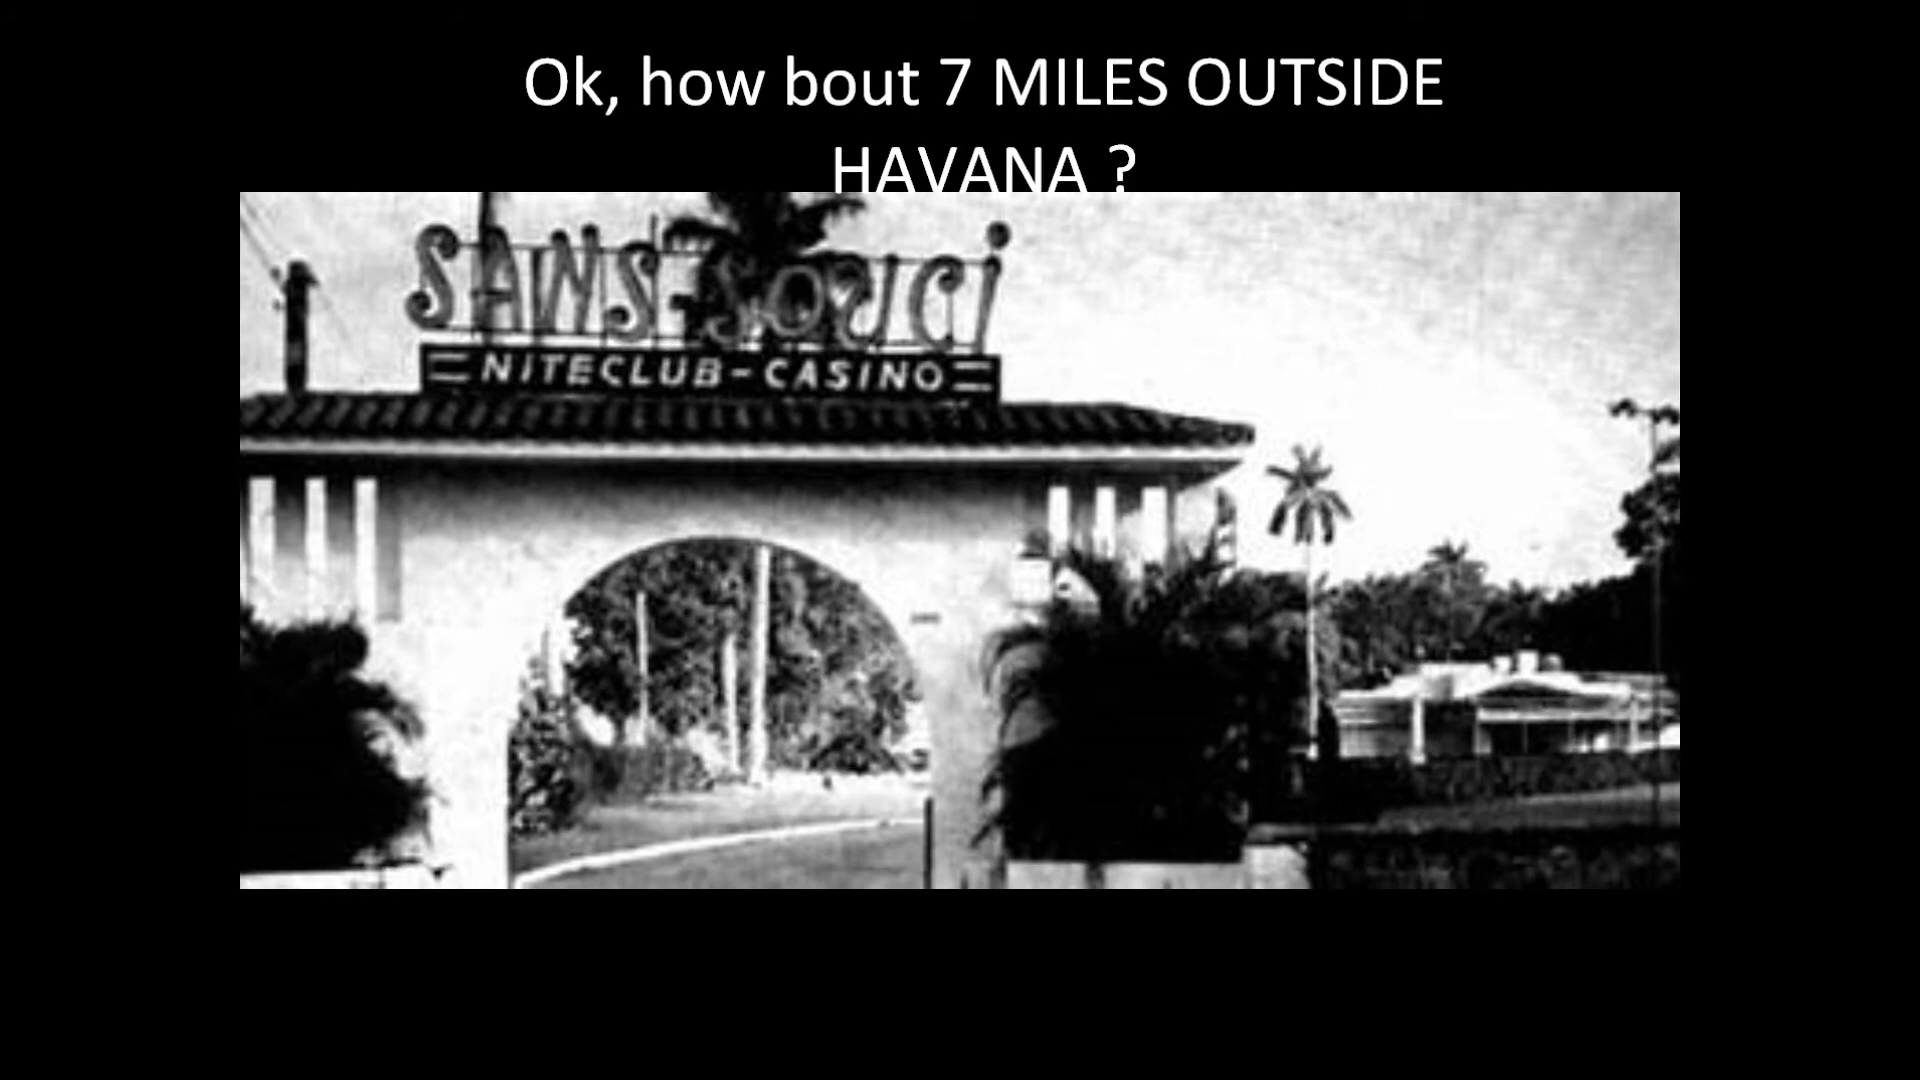 Ok, how bout 7 MILES OUTSIDE
HAVANA ?
SANS-SOUCI
NITECLUB-CASINO